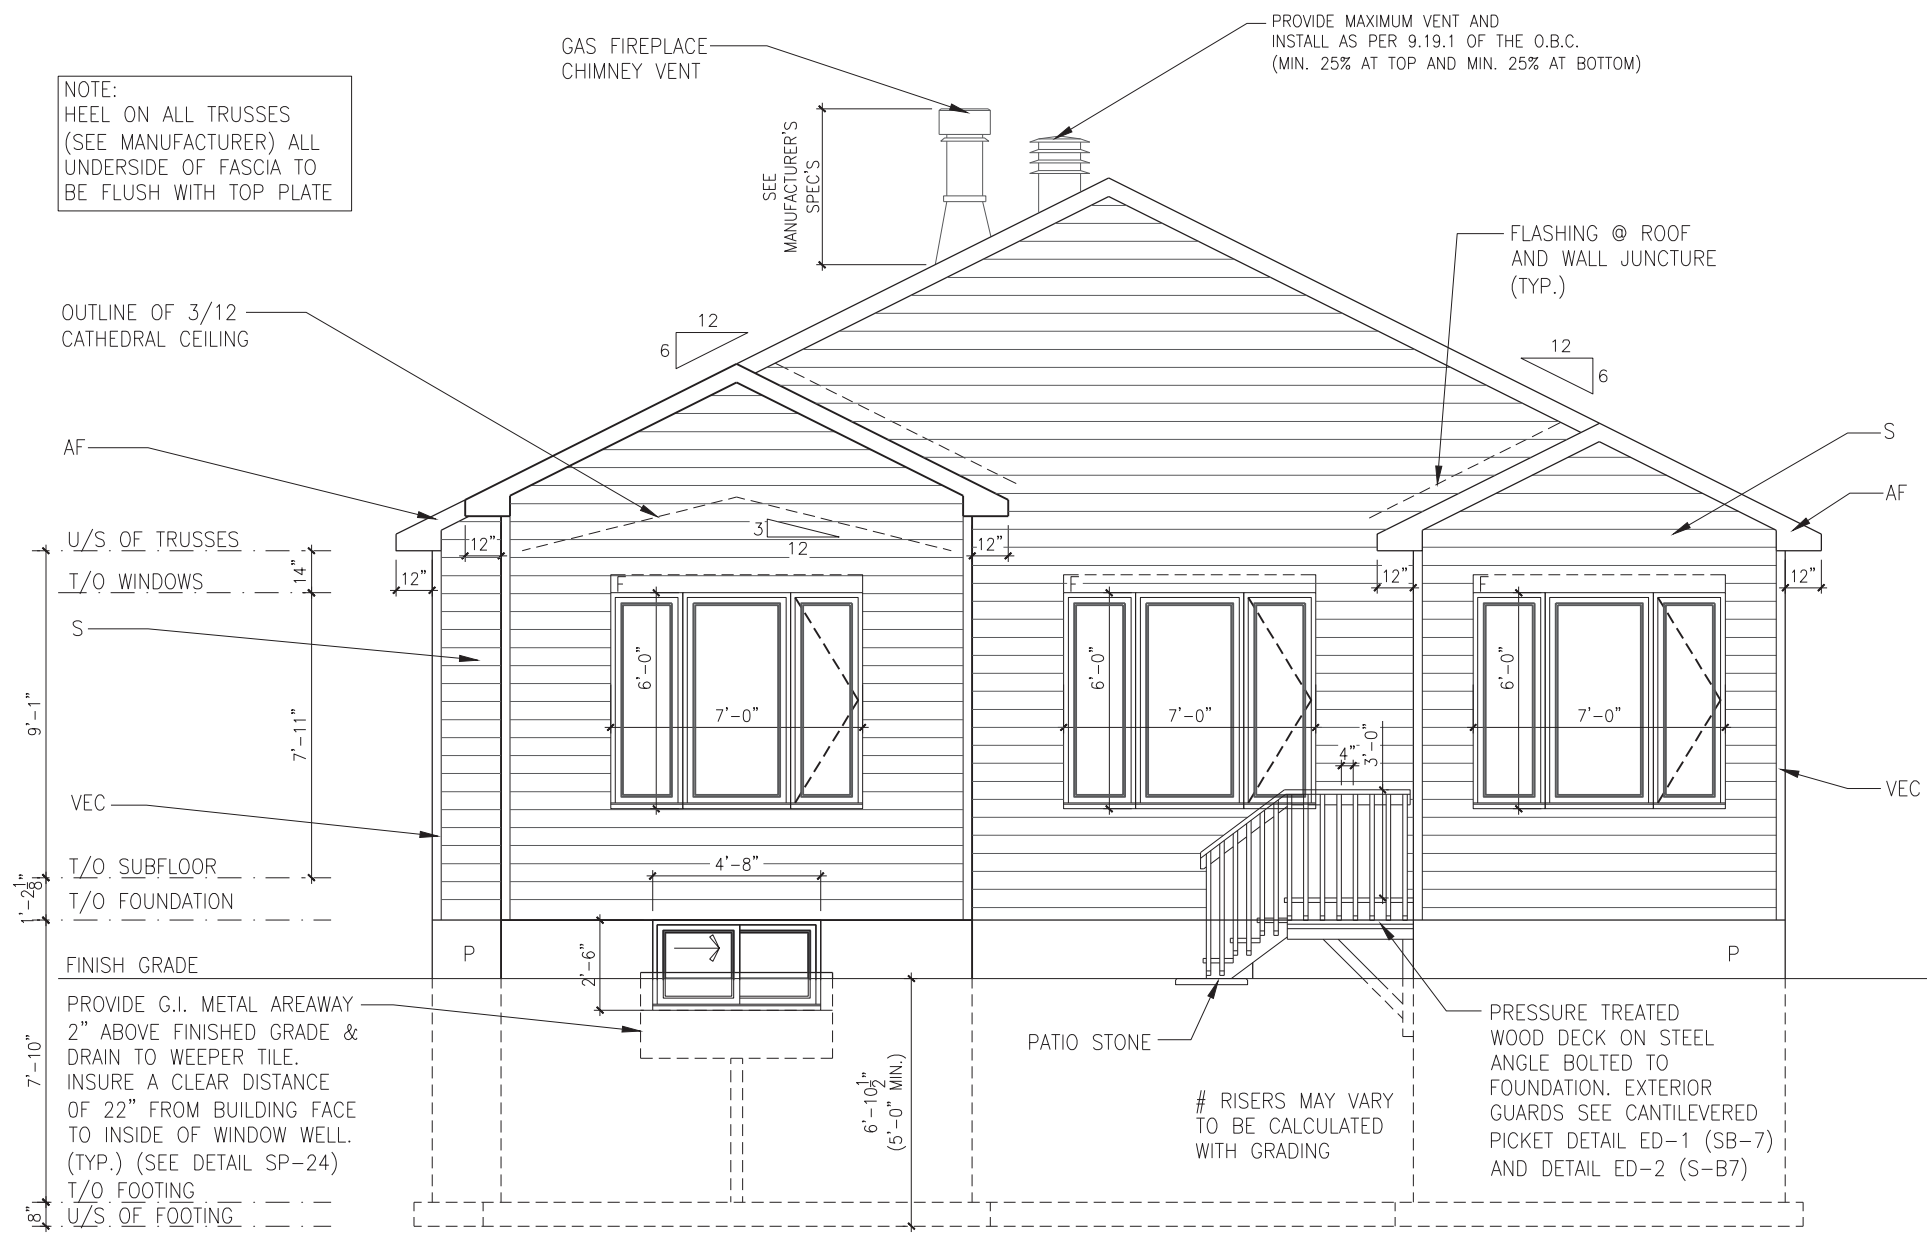 NOTE:
HEEL ON ALL TRUSSES
(SEE MANUFACTURER) ALL
UNDERSIDE OF FASCIA TO
BE FLUSH WITH TOP PLATE
GAS FIREPLACE
CHIMNEY VENT
PROVIDE MAXIMUM VENT AND
INSTALL AS PER 9.19.1 OF THE O.B.C.
(MIN. 25% AT TOP AND MIN. 25% AT BOTTOM)
SEE
MANUFACTURER'S
SPEC'S
FLASHING @ ROOF
AND WALL JUNCTURE
(TYP.)
OUTLINE OF 3/12
CATHEDRAL CEILING
12
6
12
6
AF
S
AF
3
12
U/S OF TRUSSES
T/O WINDOWS
14"
12"
12"
12"
12"
12"
S
9'-1"
7'-11"
6'-0"
7'-0"
6'-0"
7'-0"
6'-0"
7'-0"
4"
3'-0"
VEC
VEC
T/O SUBFLOOR
T/O FOUNDATION
1'-2 1/8"
4'-8"
P
2'-6"
P
FINISH GRADE
PROVIDE G.I. METAL AREAWAY
2" ABOVE FINISHED GRADE &
DRAIN TO WEEPER TILE.
INSURE A CLEAR DISTANCE
OF 22" FROM BUILDING FACE
TO INSIDE OF WINDOW WELL.
(TYP.) (SEE DETAIL SP-24)
7'-10"
T/O FOOTING
U/S OF FOOTING
8"
6'-10 1/2"
(5'-0" MIN.)
PATIO STONE
# RISERS MAY VARY
TO BE CALCULATED
WITH GRADING
PRESSURE TREATED
WOOD DECK ON STEEL
ANGLE BOLTED TO
FOUNDATION. EXTERIOR
GUARDS SEE CANTILEVERED
PICKET DETAIL ED-1 (SB-7)
AND DETAIL ED-2 (S-B7)